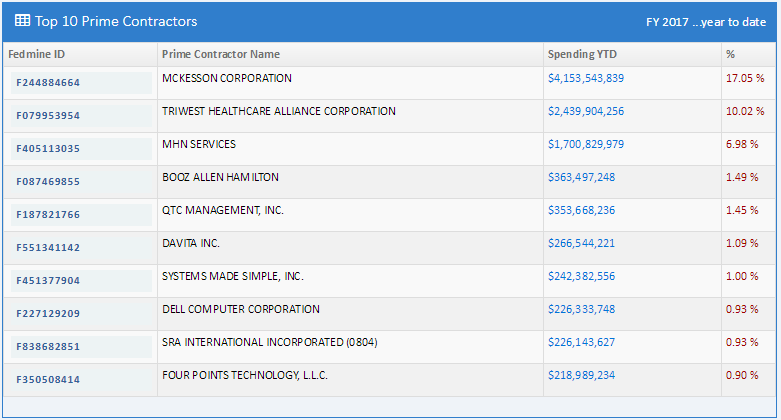 Top 10 Prime Contractors FY 2017 ...year to date
Fedmine ID Prime Contractor Name Spending YTD %
F244884664 MCKESSON CORPORATION $4,153,543,839 17.05 %
F079953954 TRIWEST HEALTHCARE ALLIANCE CORPORATION $2,439,904,256 10.02 %
F405113035 MHN SERVICES $1,700,829,979 6.98 %
F087469855 BOOZ ALLEN HAMILTON $363,497,248 1.49 %
F187821766 QTC MANAGEMENT, INC. $353,668,236 1.45 %
F551341142 DAVITA INC. $266,544,221 1.09 %
F451377904 SYSTEMS MADE SIMPLE, INC. $242,382,556 1.00 %
F227129209 DELL COMPUTER CORPORATION $226,333,748 0.93 %
F838682851 SRA INTERNATIONAL INCORPORATED (0804) $226,143,627 0.93 %
F350508414 FOUR POINTS TECHNOLOGY, L.L.C. $218,989,234 0.90 %